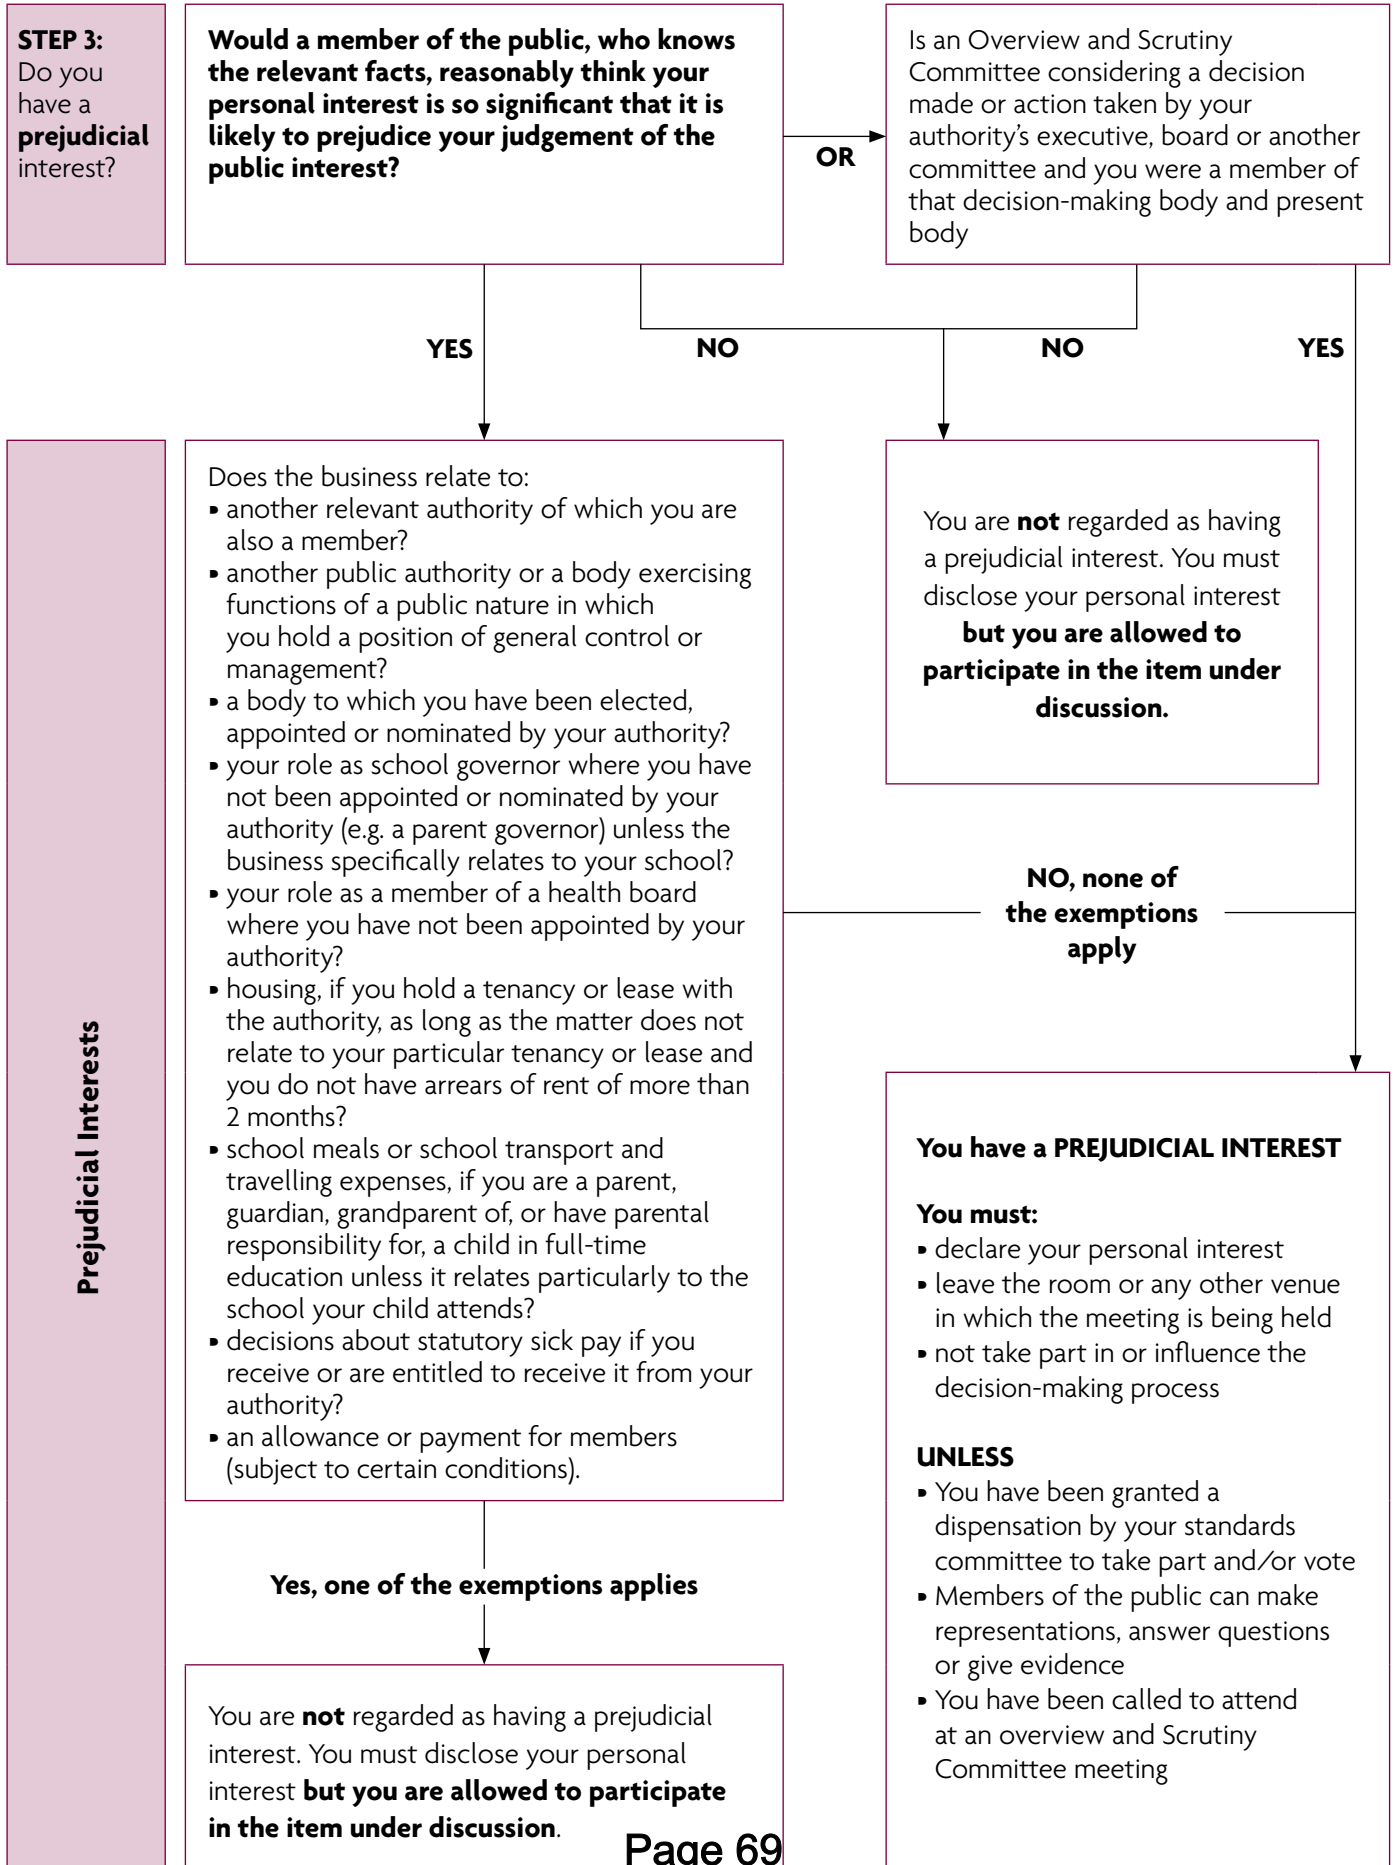 STEP 3:
Do you
have a
prejudicial
interest?
Would a member of the public, who knows
the relevant facts, reasonably think your
personal interest is so significant that it is
likely to prejudice your judgement of the
public interest?
OR
Is an Overview and Scrutiny
Committee considering a decision
made or action taken by your
authority’s executive, board or another
committee and you were a member of
that decision-making body and present
body
YES
NO
NO
YES
Prejudicial Interests
Does the business relate to:
• another relevant authority of which you are
also a member?
• another public authority or a body exercising
functions of a public nature in which
you hold a position of general control or
management?
• a body to which you have been elected,
appointed or nominated by your authority?
• your role as school governor where you have
not been appointed or nominated by your
authority (e.g. a parent governor) unless the
business specifically relates to your school?
• your role as a member of a health board
where you have not been appointed by your
authority?
• housing, if you hold a tenancy or lease with
the authority, as long as the matter does not
relate to your particular tenancy or lease and
you do not have arrears of rent of more than
2 months?
• school meals or school transport and
travelling expenses, if you are a parent,
guardian, grandparent of, or have parental
responsibility for, a child in full-time
education unless it relates particularly to the
school your child attends?
• decisions about statutory sick pay if you
receive or are entitled to receive it from your
authority?
• an allowance or payment for members
(subject to certain conditions).
You are not regarded as having
a prejudicial interest. You must
disclose your personal interest
but you are allowed to
participate in the item under
discussion.
NO, none of
the exemptions
apply
You have a PREJUDICIAL INTEREST
You must:
• declare your personal interest
• leave the room or any other venue
in which the meeting is being held
• not take part in or influence the
decision-making process
UNLESS
• You have been granted a
dispensation by your standards
committee to take part and/or vote
• Members of the public can make
representations, answer questions
or give evidence
• You have been called to attend
at an overview and Scrutiny
Committee meeting
Yes, one of the exemptions applies
You are not regarded as having a prejudicial
interest. You must disclose your personal
interest but you are allowed to participate
in the item under discussion.
Page 69